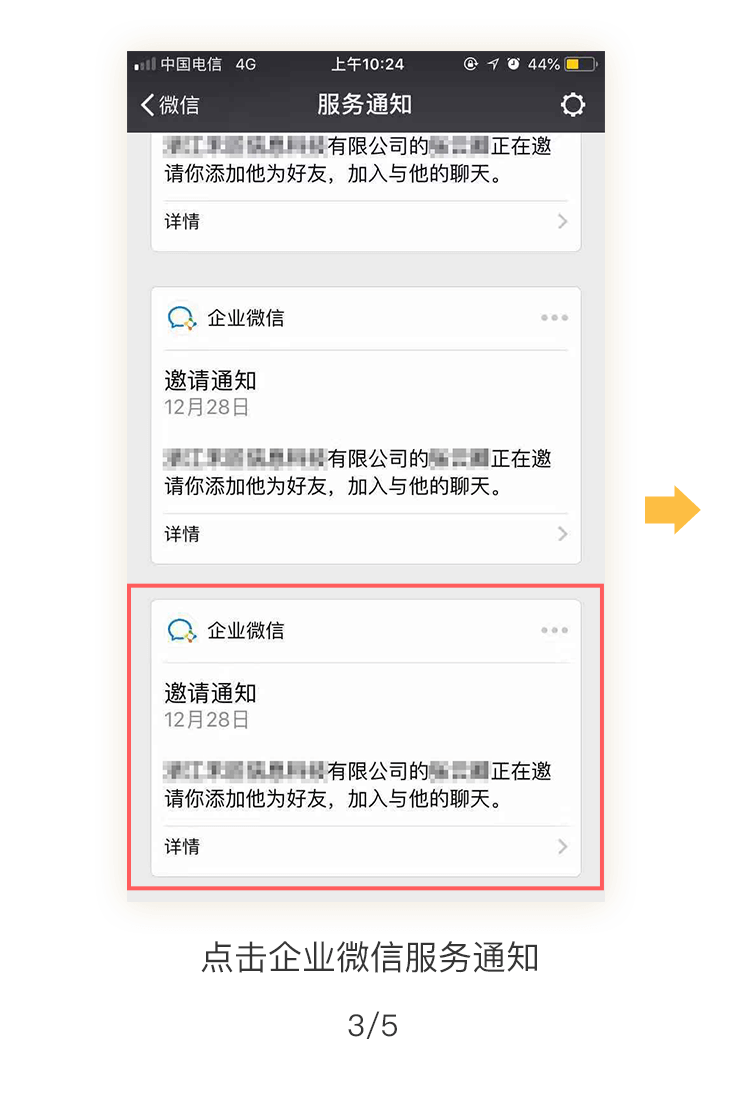 中国电信 4G 上午10:24 44%
微信 服务通知
有限公司的 正在邀
请你添加他为好友，加入与他的聊天。
详情
企业微信
邀请通知
12月28日
有限公司的 正在邀
请你添加他为好友，加入与他的聊天。
详情
企业微信
邀请通知
12月28日
有限公司的 正在邀
请你添加他为好友，加入与他的聊天。
详情
点击企业微信服务通知
3/5